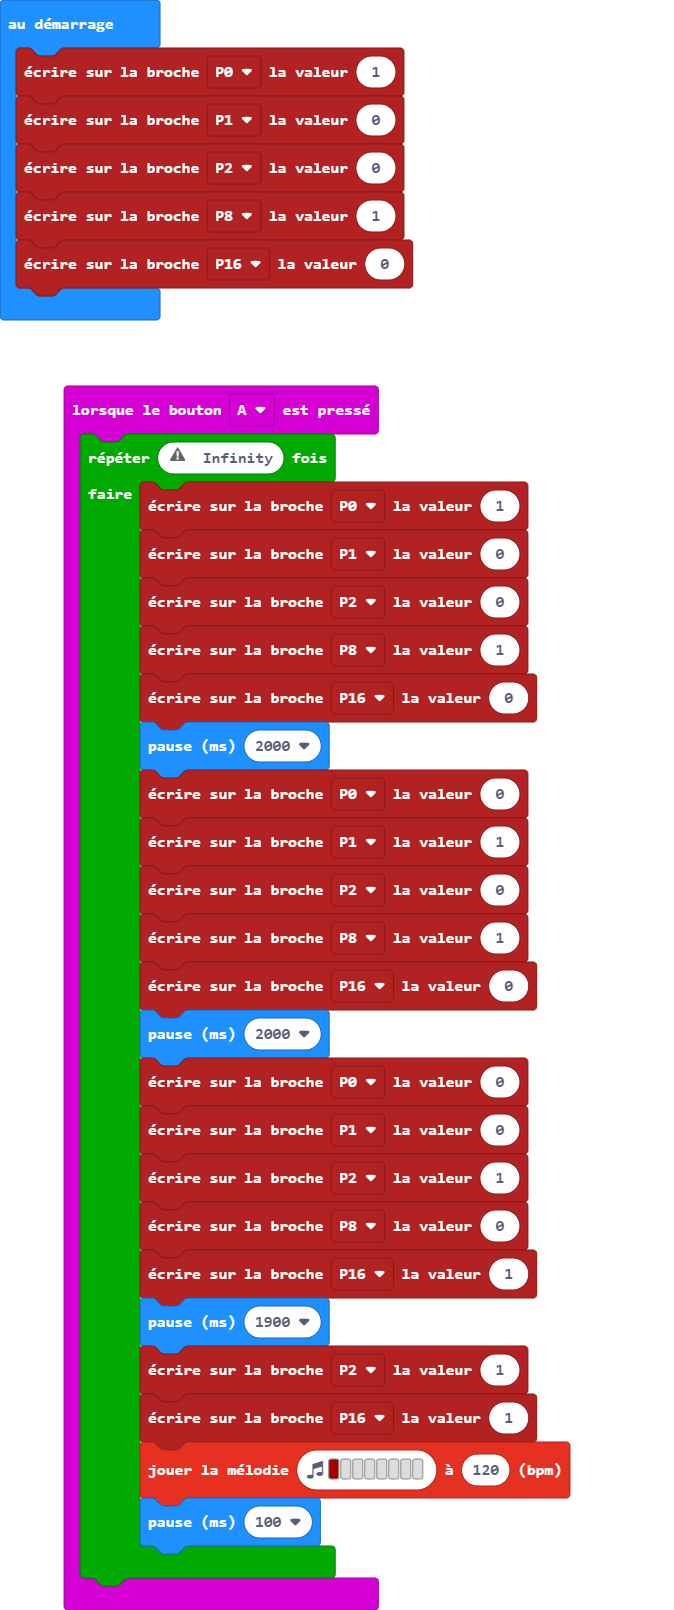 au démarrage
écrire sur la broche P0 la valeur 1
écrire sur la broche P1 la valeur 0
écrire sur la broche P2 la valeur 0
écrire sur la broche P8 la valeur 1
écrire sur la broche P16 la valeur 0
lorsque le bouton A est pressé
répéter Infinity fois
faire
écrire sur la broche P0 la valeur 1
écrire sur la broche P1 la valeur 0
écrire sur la broche P2 la valeur 0
écrire sur la broche P8 la valeur 1
écrire sur la broche P16 la valeur 0
pause (ms) 2000
écrire sur la broche P0 la valeur 0
écrire sur la broche P1 la valeur 1
écrire sur la broche P2 la valeur 0
écrire sur la broche P8 la valeur 1
écrire sur la broche P16 la valeur 0
pause (ms) 2000
écrire sur la broche P0 la valeur 0
écrire sur la broche P1 la valeur 0
écrire sur la broche P2 la valeur 1
écrire sur la broche P8 la valeur 0
écrire sur la broche P16 la valeur 1
pause (ms) 1900
écrire sur la broche P2 la valeur 1
écrire sur la broche P16 la valeur 1
jouer la mélodie à 120 (bpm)
pause (ms) 100